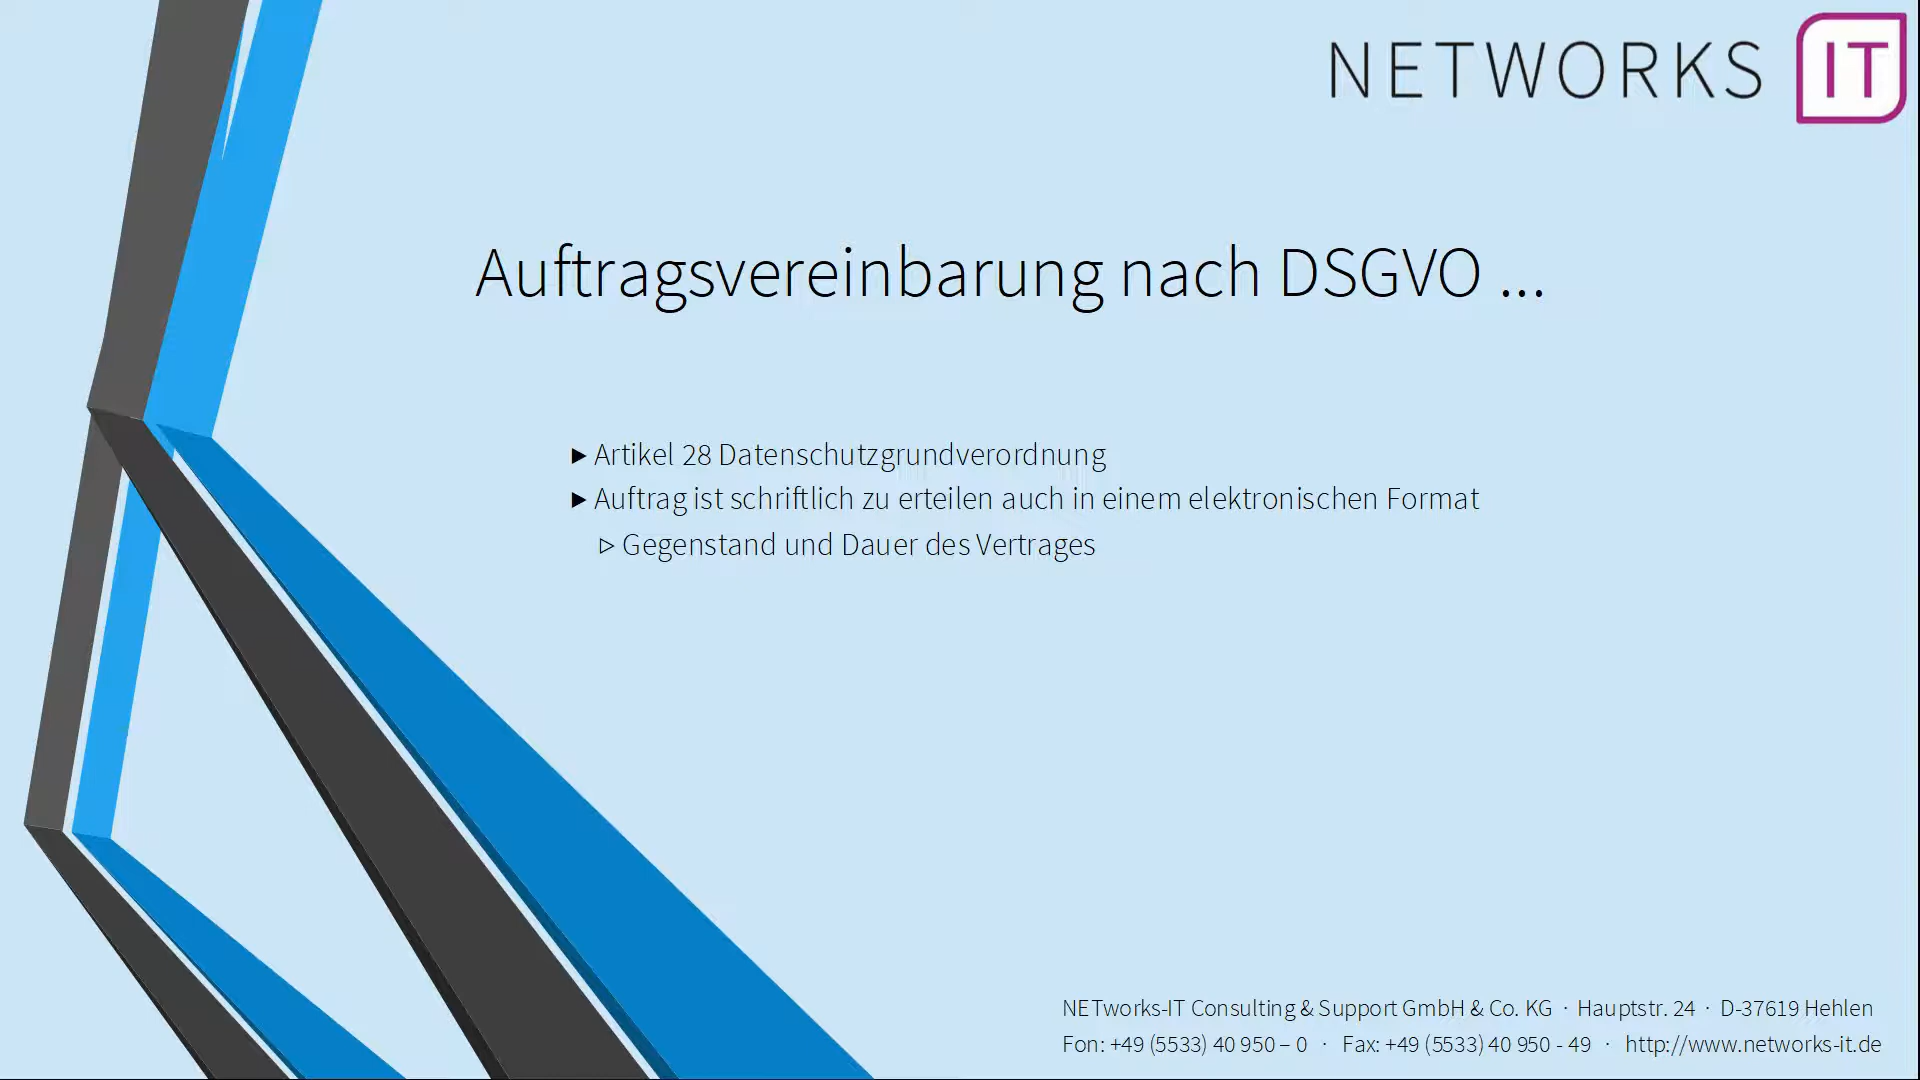 NETWORKS IT
Auftragsvereinbarung nach DSGVO ...
▶ Artikel 28 Datenschutzgrundverordnung
▶ Auftrag ist schriftlich zu erteilen auch in einem elektronischen Format
▷ Gegenstand und Dauer des Vertrages
NETworks-IT Consulting & Support GmbH & Co. KG · Hauptstr. 24 · D-37619 Hehlen
Fon: +49 (5533) 40 950 – 0 · Fax: +49 (5533) 40 950 - 49 · http://www.networks-it.de